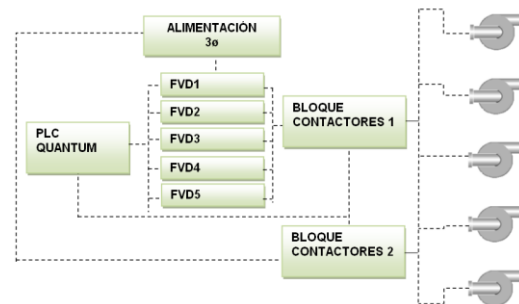 ALIMENTACIÓN
3ø
FVD1
FVD2
FVD3
FVD4
FVD5
PLC
QUANTUM
BLOQUE
CONTACTORES 1
BLOQUE
CONTACTORES 2